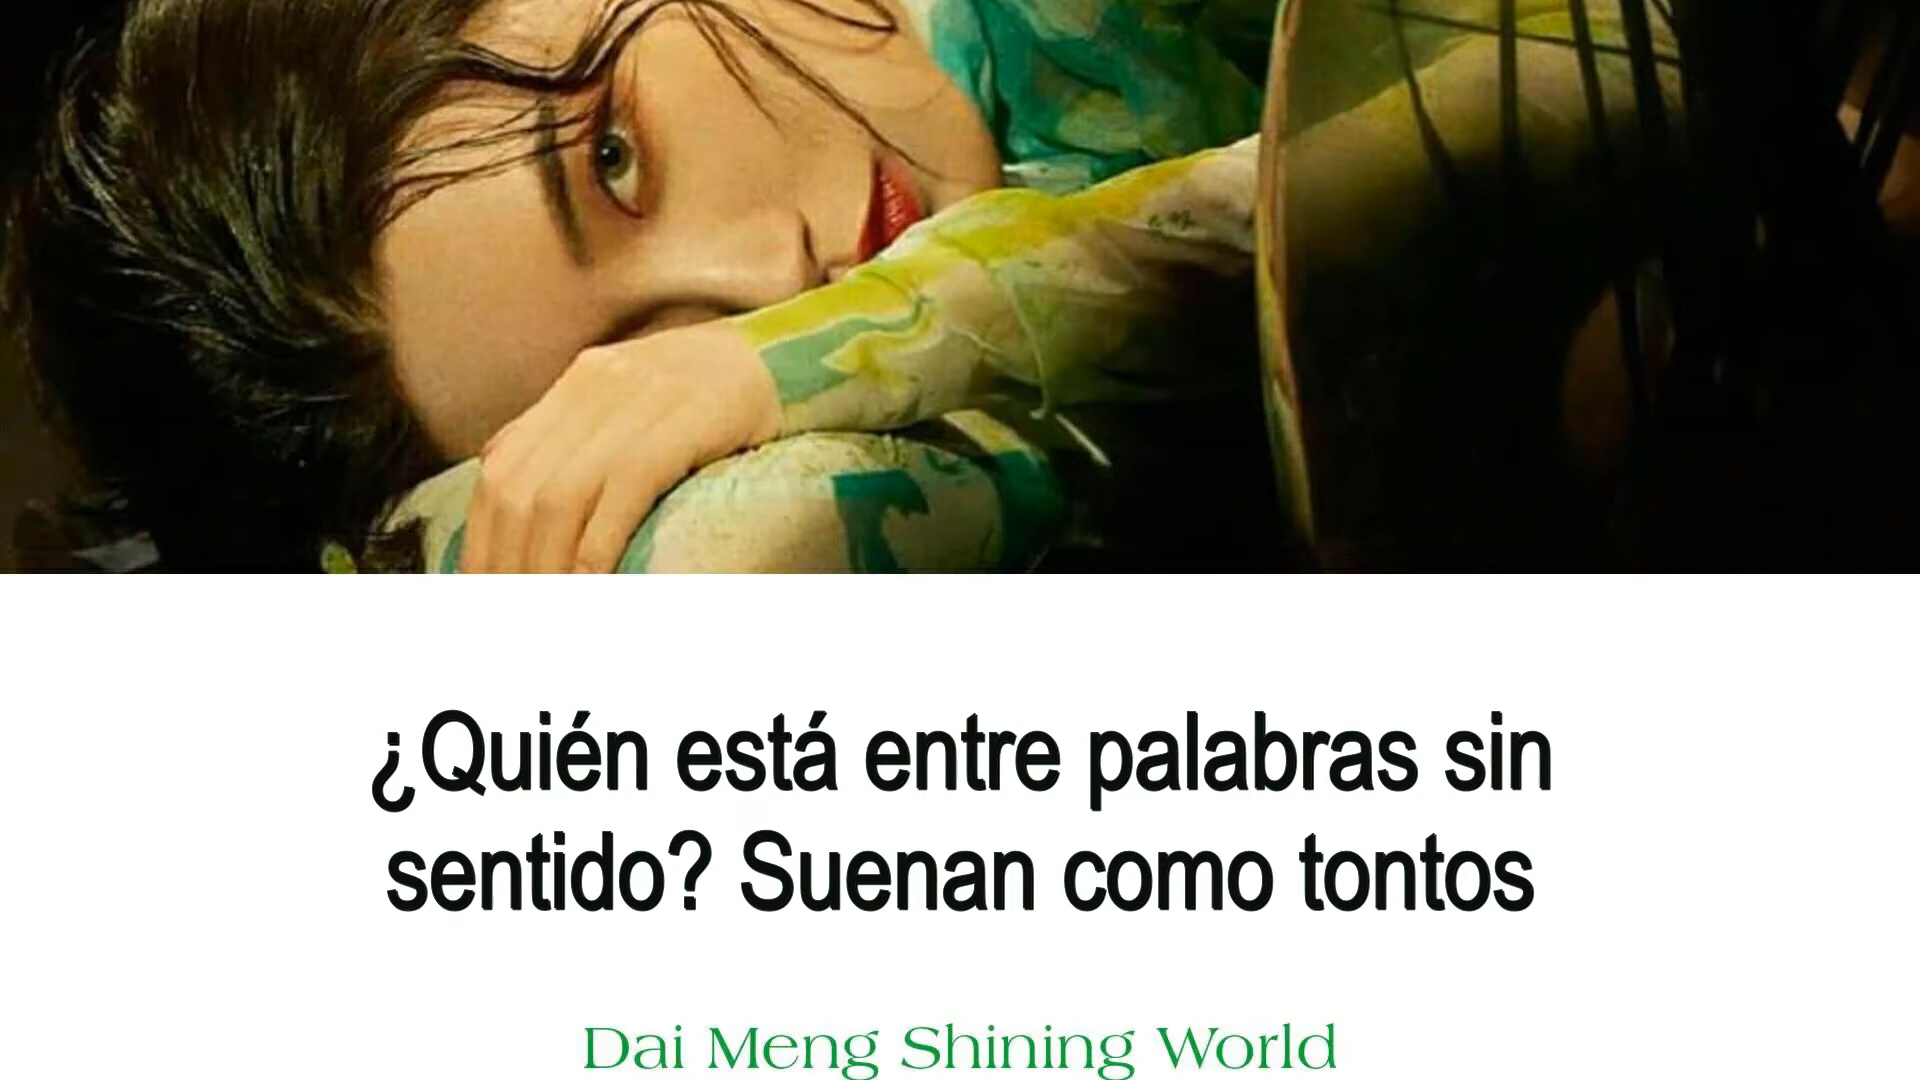 ¿Quién está entre palabras sin
sentido? Suenan como tontos
Dai Meng Shining World